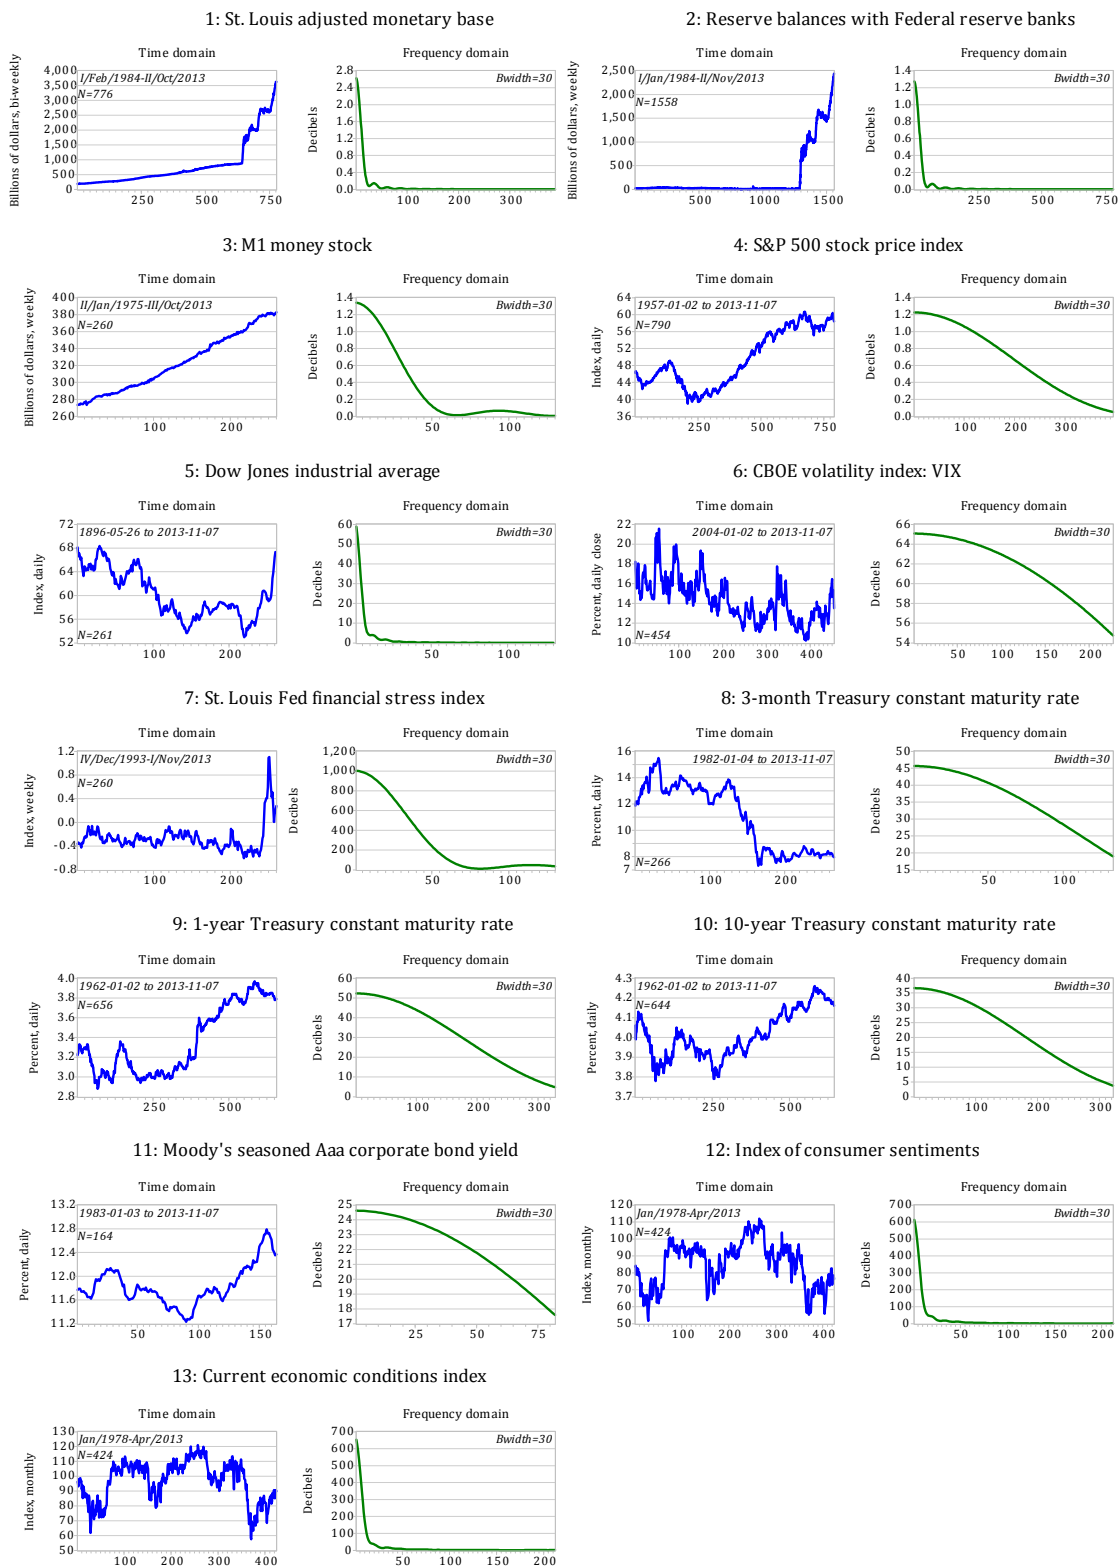 1: St. Louis adjusted monetary base
Time domain
Billions of dollars, bi-weekly
4,000
3,500
3,000
2,500
2,000
1,500
1,000
500
0
I/Feb/1984-II/Oct/2013
N=776
250 500 750
Frequency domain
Decibels
2.8
2.4
2.0
1.6
1.2
0.8
0.4
0.0
Bwidth=30
100 200 300
2: Reserve balances with Federal reserve banks
Time domain
Billions of dollars, weekly
2,500
2,000
1,500
1,000
500
0
I/Jan/1984-II/Nov/2013
N=1558
500 1000 1500
Frequency domain
Decibels
1.4
1.2
1.0
0.8
0.6
0.4
0.2
0.0
Bwidth=30
250 500 750
3: M1 money stock
Time domain
Billions of dollars, weekly
400
380
360
340
320
300
280
260
II/Jan/1975-III/Oct/2013
N=260
100 200
Frequency domain
Decibels
1.4
1.2
1.0
0.8
0.6
0.4
0.2
0.0
Bwidth=30
50 100
4: S&P 500 stock price index
Time domain
Index, daily
64
60
56
52
48
44
40
36
1957-01-02 to 2013-11-07
N=790
250 500 750
Frequency domain
Decibels
1.4
1.2
1.0
0.8
0.6
0.4
0.2
0.0
Bwidth=30
100 200 300
5: Dow Jones industrial average
Time domain
Index, daily
72
68
64
60
56
52
1896-05-26 to 2013-11-07
N=261
100 200
Frequency domain
Decibels
60
50
40
30
20
10
0
Bwidth=30
50 100
6: CBOE volatility index: VIX
Time domain
Percent, daily close
22
20
18
16
14
12
10
2004-01-02 to 2013-11-07
N=454
100 200 300 400
Frequency domain
Decibels
66
64
62
60
58
56
54
Bwidth=30
50 100 150 200
7: St. Louis Fed financial stress index
Time domain
Index, weekly
1.2
0.8
0.4
0.0
-0.4
-0.8
IV/Dec/1993-I/Nov/2013
N=260
100 200
Frequency domain
Decibels
1,200
1,000
800
600
400
200
0
Bwidth=30
50 100
8: 3-month Treasury constant maturity rate
Time domain
Percent, daily
16
14
12
10
8
7
1982-01-04 to 2013-11-07
N=266
100 200
Frequency domain
Decibels
50
45
40
35
30
25
20
15
Bwidth=30
50 100
9: 1-year Treasury constant maturity rate
Time domain
Percent, daily
4.0
3.8
3.6
3.4
3.2
3.0
2.8
1962-01-02 to 2013-11-07
N=656
250 500
Frequency domain
Decibels
60
50
40
30
20
10
0
Bwidth=30
100 200 300
10: 10-year Treasury constant maturity rate
Time domain
Percent, daily
4.3
4.2
4.1
4.0
3.9
3.8
3.7
1962-01-02 to 2013-11-07
N=644
250 500
Frequency domain
Decibels
40
35
30
25
20
15
10
5
0
Bwidth=30
100 200 300
11: Moody's seasoned Aaa corporate bond yield
Time domain
Percent, daily
13.2
12.8
12.4
12.0
11.6
11.2
1983-01-03 to 2013-11-07
N=164
50 100 150
Frequency domain
Decibels
25
24
23
22
21
20
19
18
17
Bwidth=30
25 50 75
12: Index of consumer sentiments
Time domain
Index, monthly
120
110
100
90
80
70
60
50
Jan/1978-Apr/2013
N=424
100 200 300 400
Frequency domain
Decibels
700
600
500
400
300
200
100
0
Bwidth=30
50 100 150 200
13: Current economic conditions index
Time domain
Index, monthly
130
120
110
100
90
80
70
60
50
Jan/1978-Apr/2013
N=424
100 200 300 400
Frequency domain
Decibels
700
600
500
400
300
200
100
0
Bwidth=30
50 100 150 200